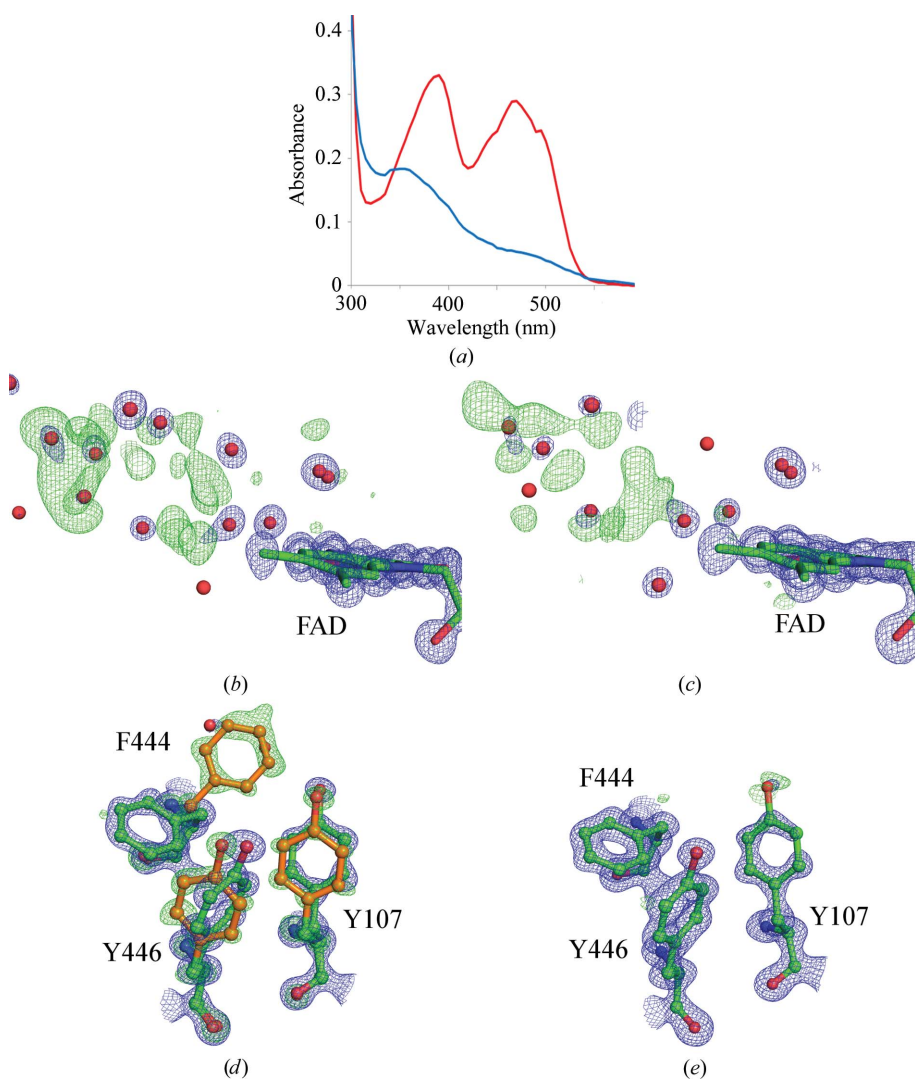 0.4
0.3
0.2
0.1
0
Absorbance
300 400 500
Wavelength (nm)
(a)
FAD
FAD
(b) (c)
F444
Y446
Y107
F444
Y446
Y107
(d) (e)